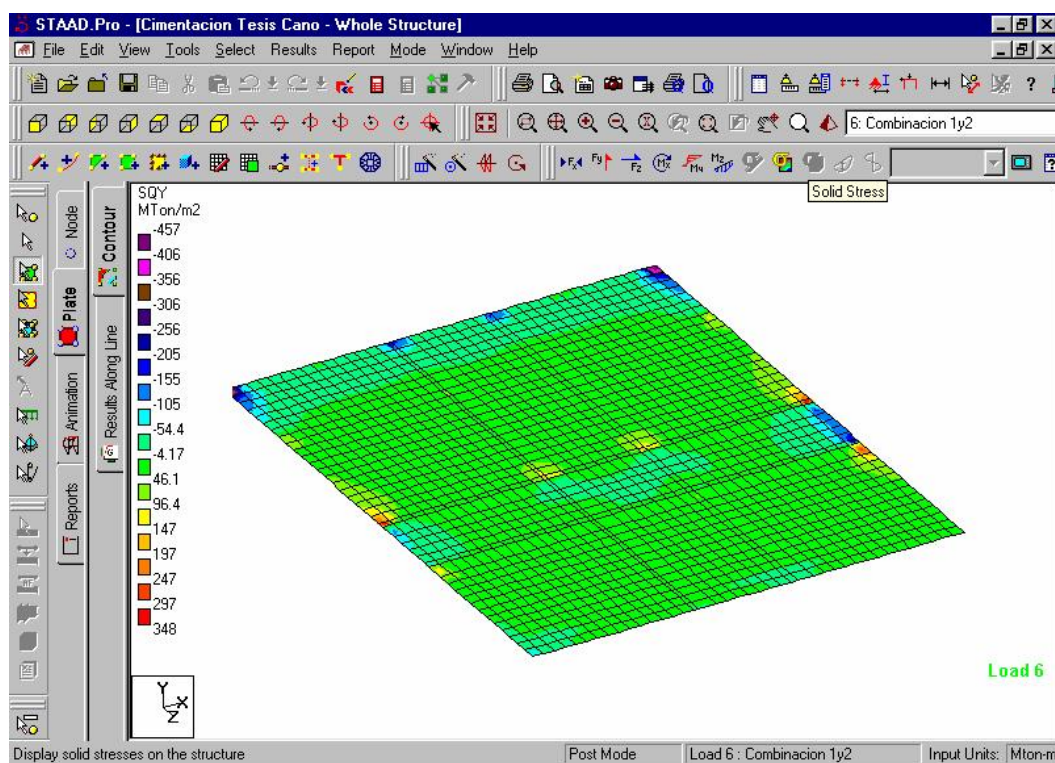 STAAD.Pro - [Cimentacion Tesis Cano - Whole Structure]
File Edit View Tools Select Results Report Mode Window Help
6: Combinacion 1y2
Solid Stress
Node
Plate
Animation
Reports
Contour
Results Along Line
SQY
MTon/m2
-457
-406
-356
-306
-256
-205
-155
-105
-54.4
-4.17
46.1
96.4
147
197
247
297
348
Y
X
Z
Load 6
Display solid stresses on the structure
Post Mode
Load 6 : Combinacion 1y2
Input Units: Mton-m